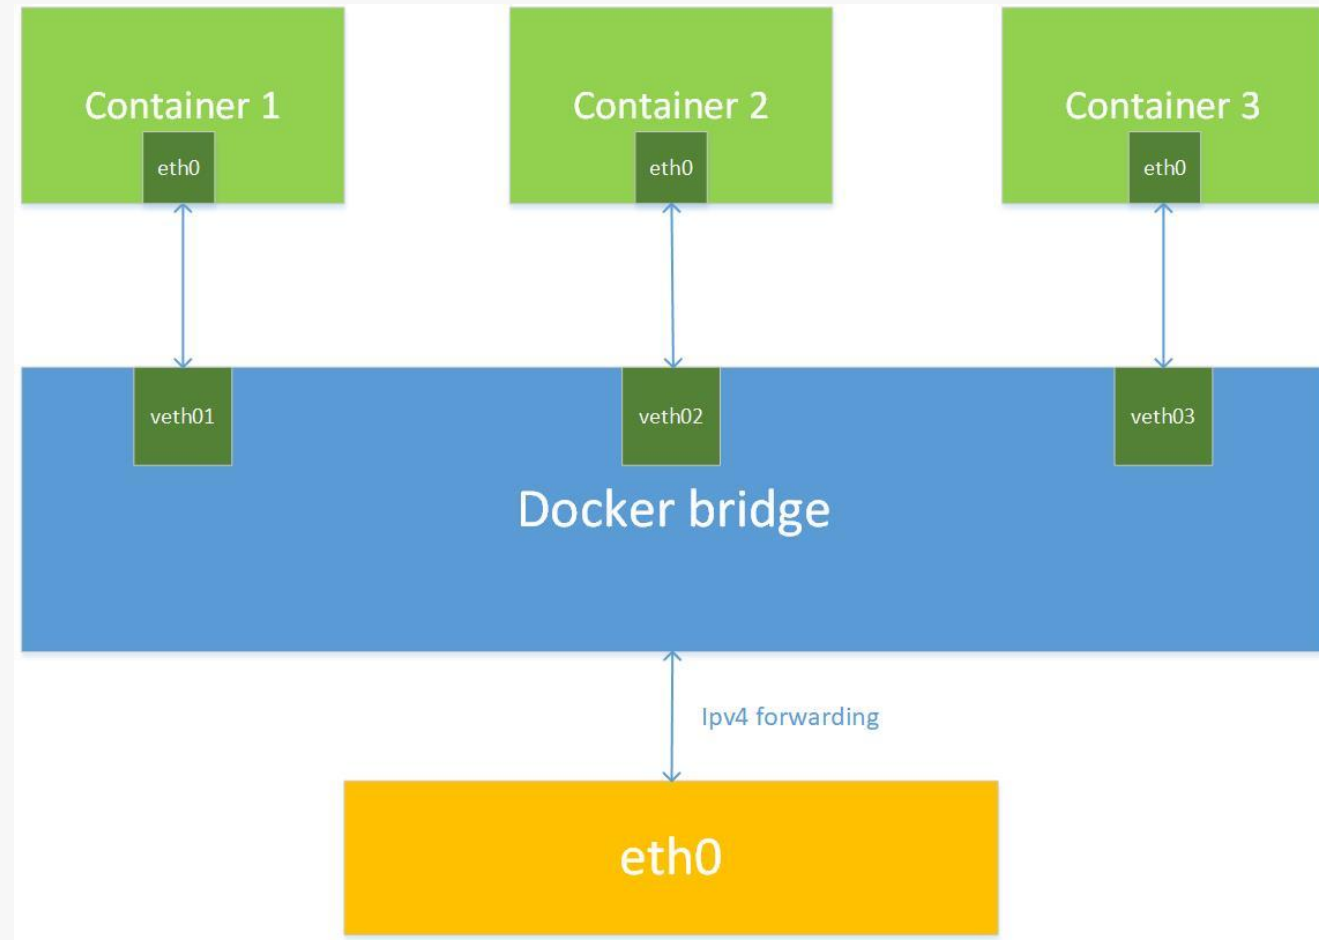 Container 1
Container 2
Container 3
eth0
eth0
eth0
veth01
veth02
veth03
Docker bridge
Ipv4 forwarding
eth0